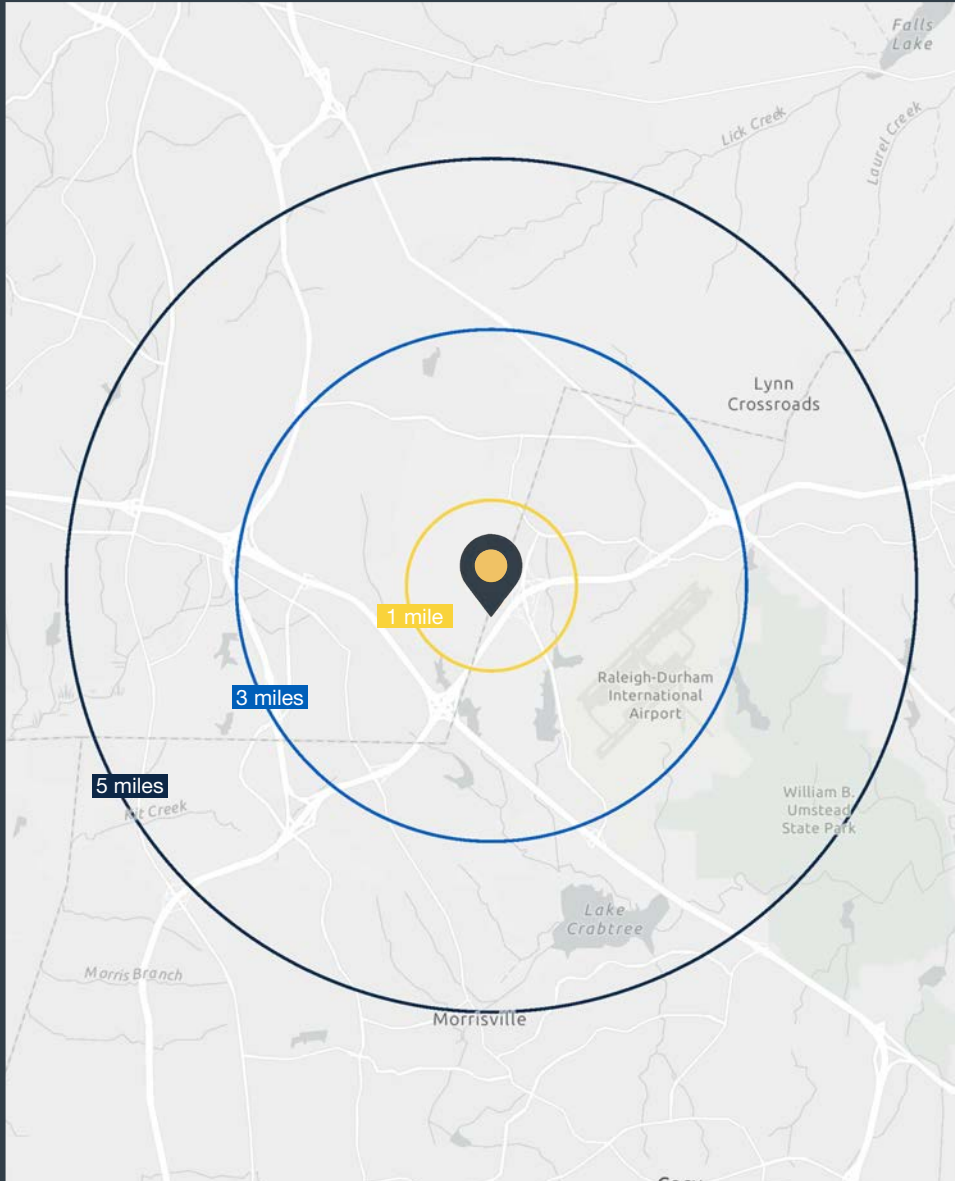 Falls
Lake
Lick Creek
Laurel Creek
Lynn
Crossroads
1 mile
Raleigh-Durham
International
Airport
3 miles
5 miles
William B.
Umstead
State Park
Kit Creek
Lake
Crabtree
Morris Branch
Morrisville